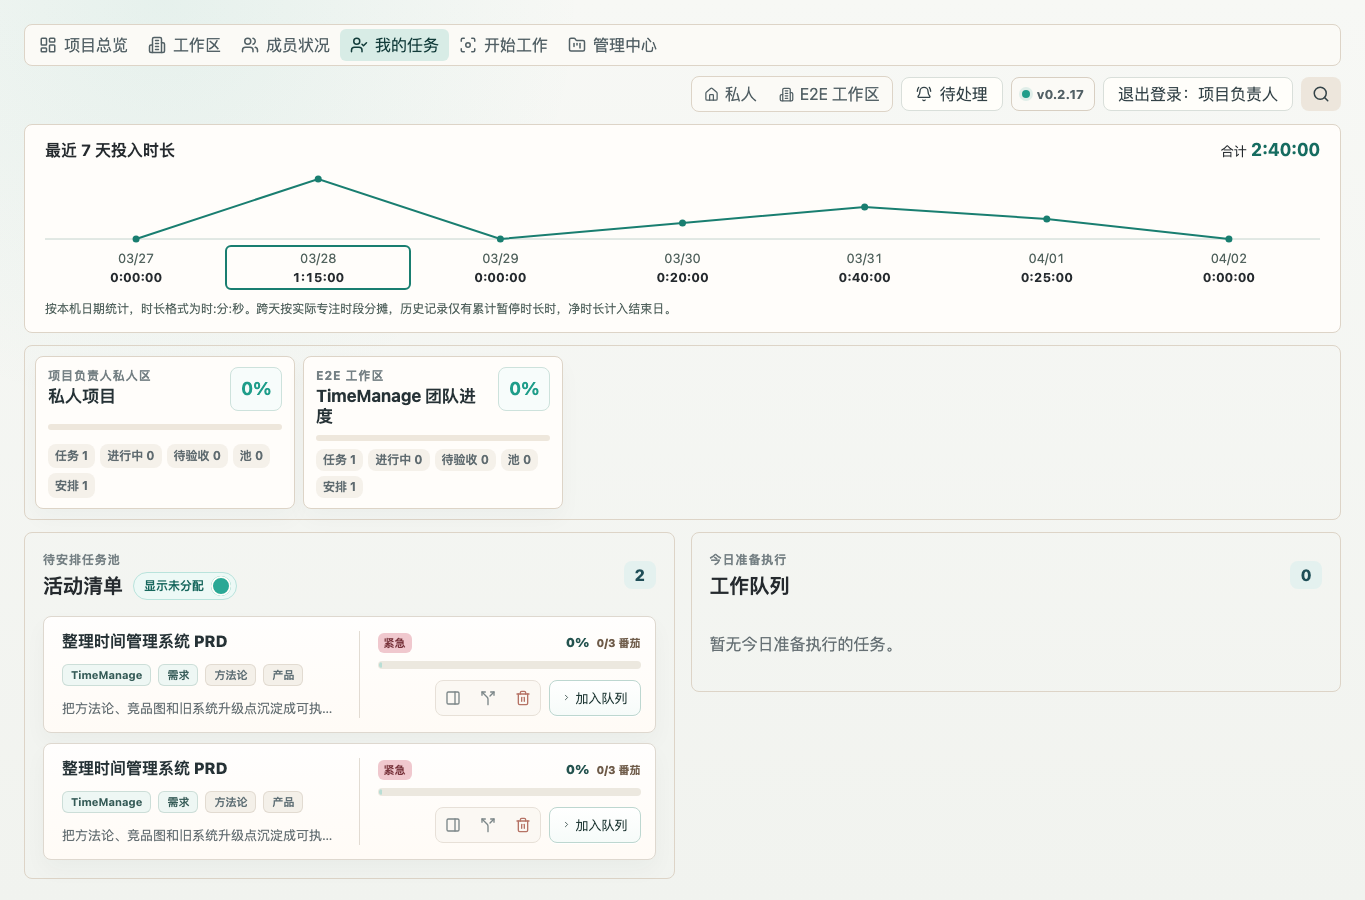 项目总览 工作区 成员状况 我的任务 开始工作 管理中心
私人 E2E 工作区 待处理 v0.2.17 退出登录：项目负责人
最近 7 天投入时长 合计 2:40:00
03/27 03/28 03/29 03/30 03/31 04/01 04/02
0:00:00 1:15:00 0:00:00 0:20:00 0:40:00 0:25:00 0:00:00
按本机日期统计，时长格式为时:分:秒。跨天按实际专注时段分摊，历史记录仅有累计暂停时长时，净时长计入结束日。
项目负责人私人区
私人项目
0%
任务 1 进行中 0 待验收 0 池 0
安排 1
E2E 工作区
TimeManage 团队进
度
0%
任务 1 进行中 0 待验收 0 池 0
安排 1
待安排任务池
活动清单 显示未分配 2
整理时间管理系统 PRD
TimeManage 需求 方法论 产品
把方法论、竞品图和旧系统升级点沉淀成可执...
紧急 0% 0/3 番茄
加入队列
整理时间管理系统 PRD
TimeManage 需求 方法论 产品
把方法论、竞品图和旧系统升级点沉淀成可执...
紧急 0% 0/3 番茄
加入队列
今日准备执行
工作队列 0
暂无今日准备执行的任务。